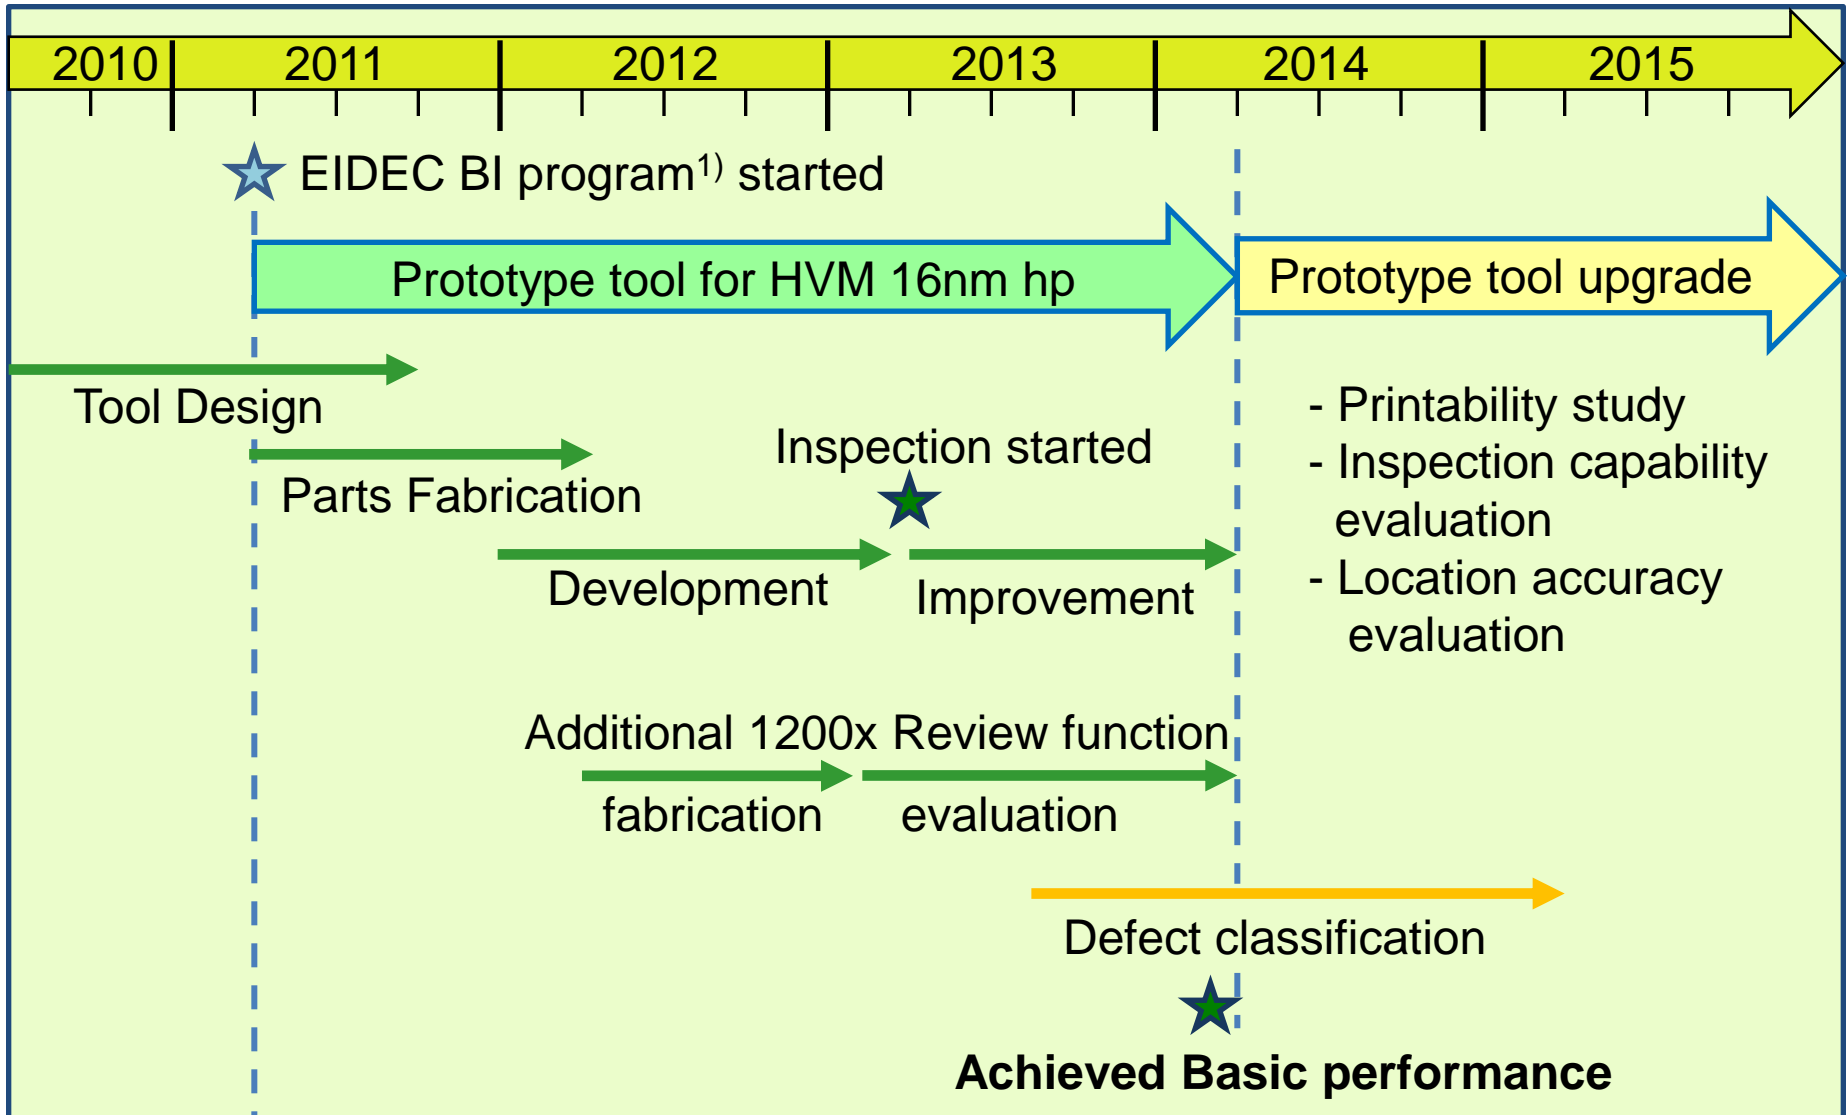 2010 2011 2012 2013 2014 2015
EIDEC BI program¹⁾ started
Prototype tool for HVM 16nm hp
Prototype tool upgrade
Tool Design
Parts Fabrication
Inspection started
Development
Improvement
- Printability study
- Inspection capability
evaluation
- Location accuracy
evaluation
Additional 1200x Review function
fabrication
evaluation
Defect classification
Achieved Basic performance